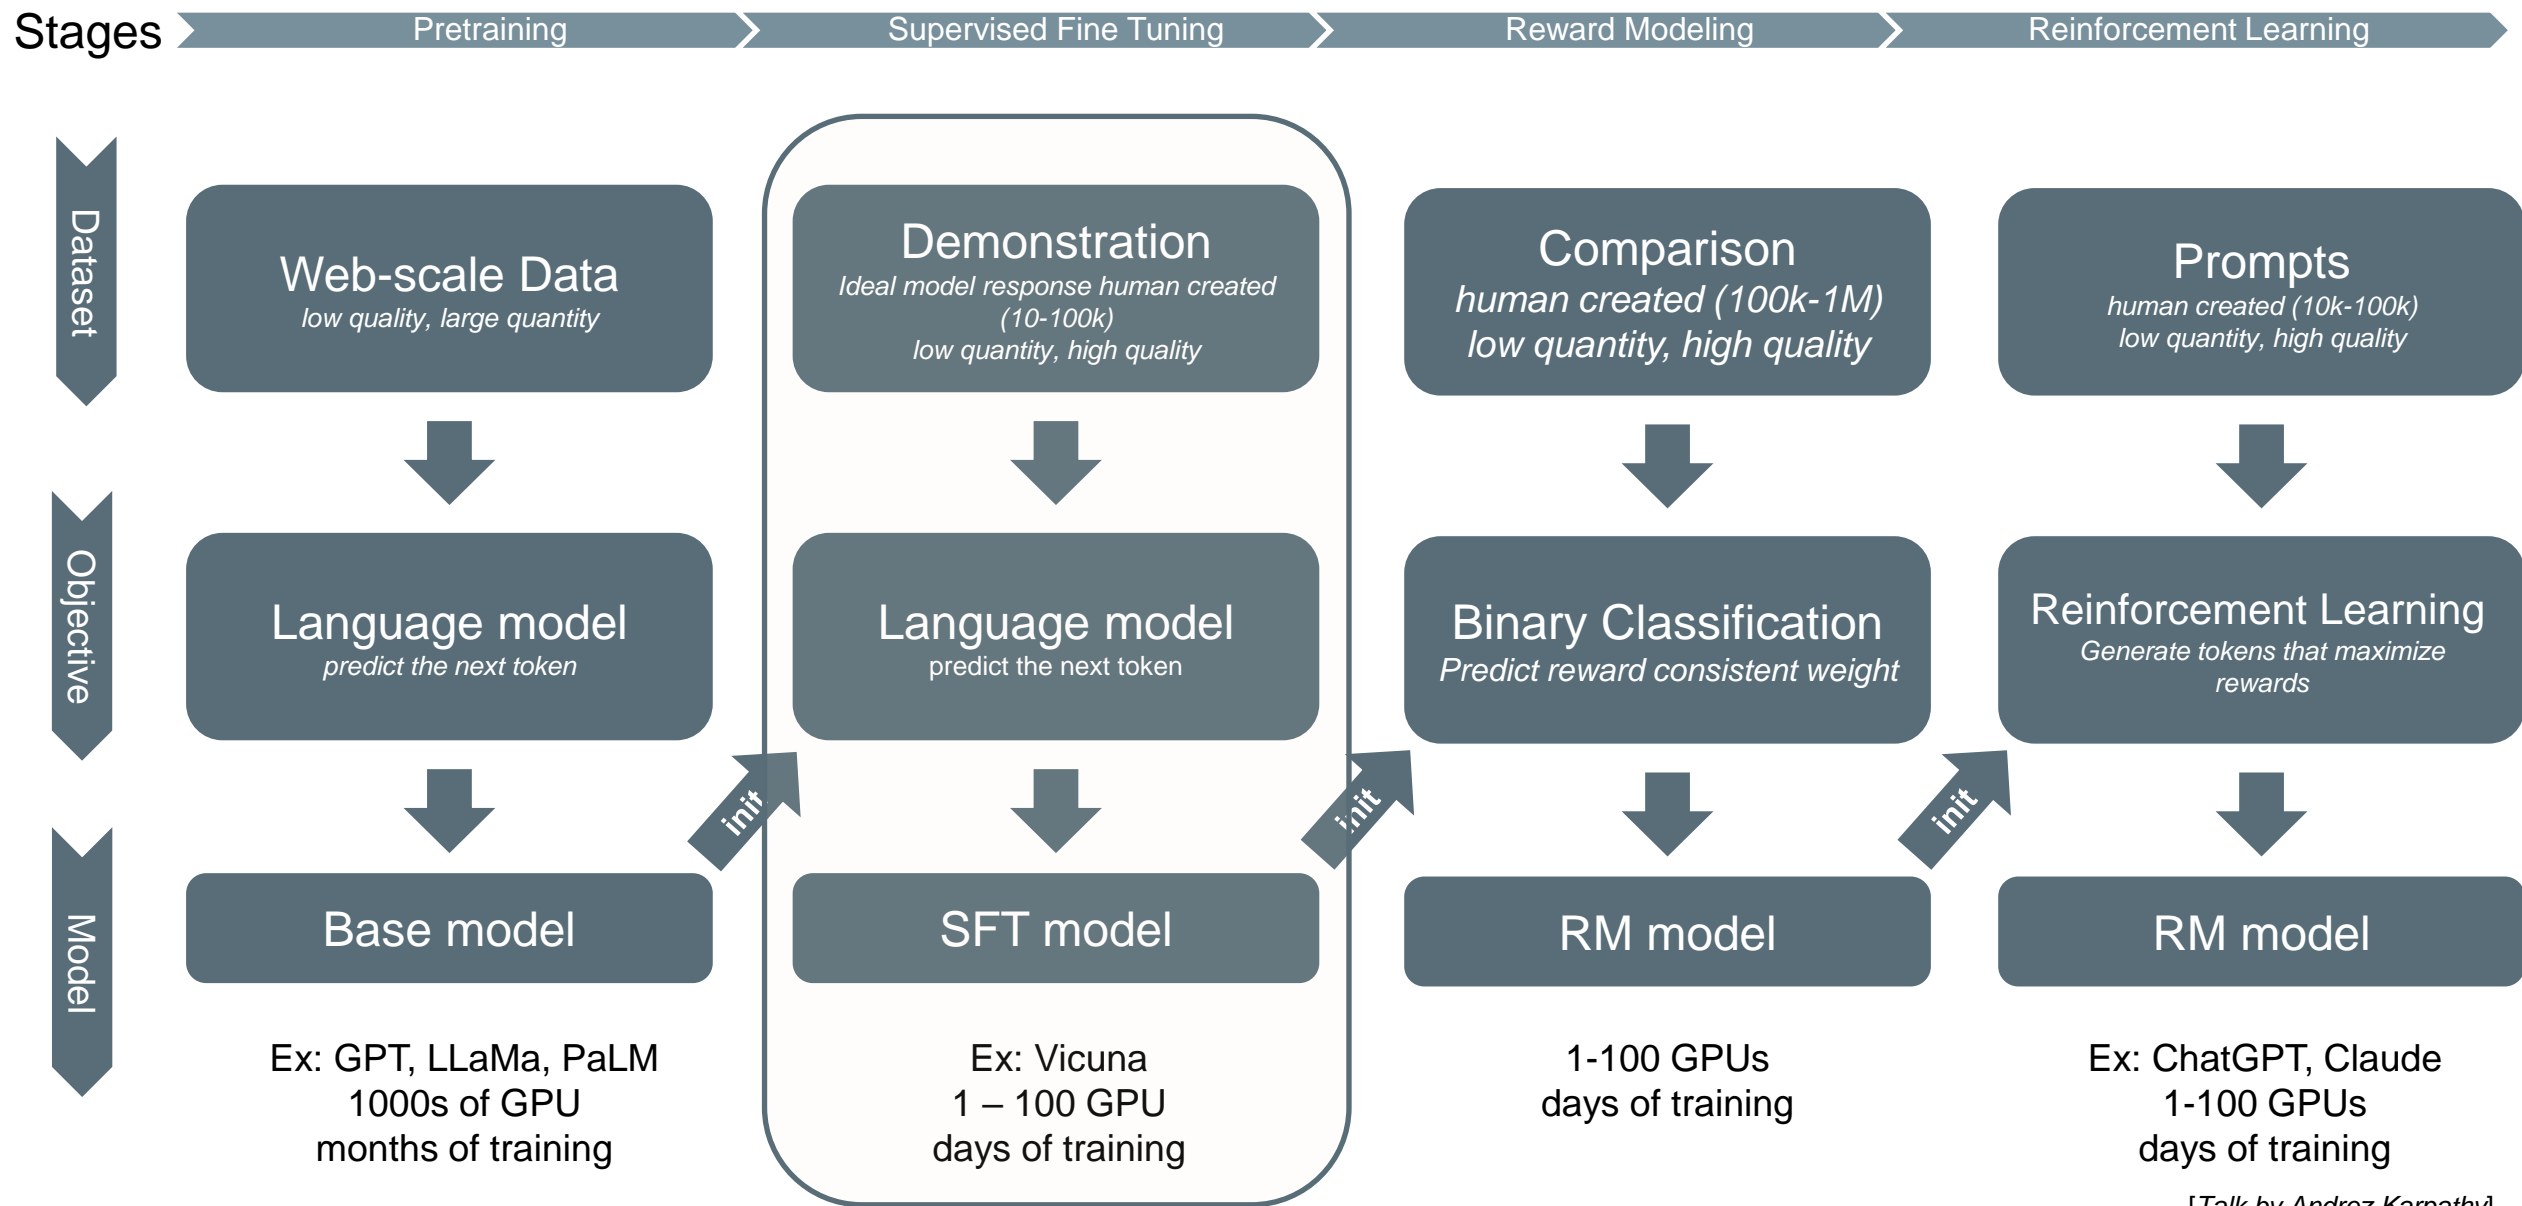 Stages
Pretraining
Supervised Fine Tuning
Reward Modeling
Reinforcement Learning
Dataset
Web-scale Data
low quality, large quantity
Demonstration
Ideal model response human created
(10-100k)
low quantity, high quality
Comparison
human created (100k-1M)
low quantity, high quality
Prompts
human created (10k-100k)
low quantity, high quality
Objective
Language model
predict the next token
Language model
predict the next token
Binary Classification
Predict reward consistent weight
Reinforcement Learning
Generate tokens that maximize
rewards
init
init
init
Model
Base model
SFT model
RM model
RM model
Ex: GPT, LLaMa, PaLM
1000s of GPU
months of training
Ex: Vicuna
1 – 100 GPU
days of training
1-100 GPUs
days of training
Ex: ChatGPT, Claude
1-100 GPUs
days of training
[Talk by Andrez Karpathy]